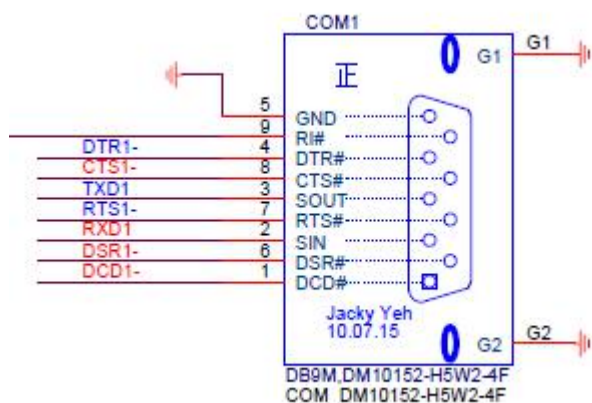 COM1
G1 G1
5 GND
9 RI#
DTR1- 4 DTR#
CTS1- 8 CTS#
TXD1 3 SOUT
RTS1- 7 RTS#
RXD1 2 SIN
DSR1- 6 DSR#
DCD1- 1 DCD#
Jacky Yeh
10.07.15
G2 G2
DB9M,DM10152-H5W2-4F
COM DM10152-H5W2-4F